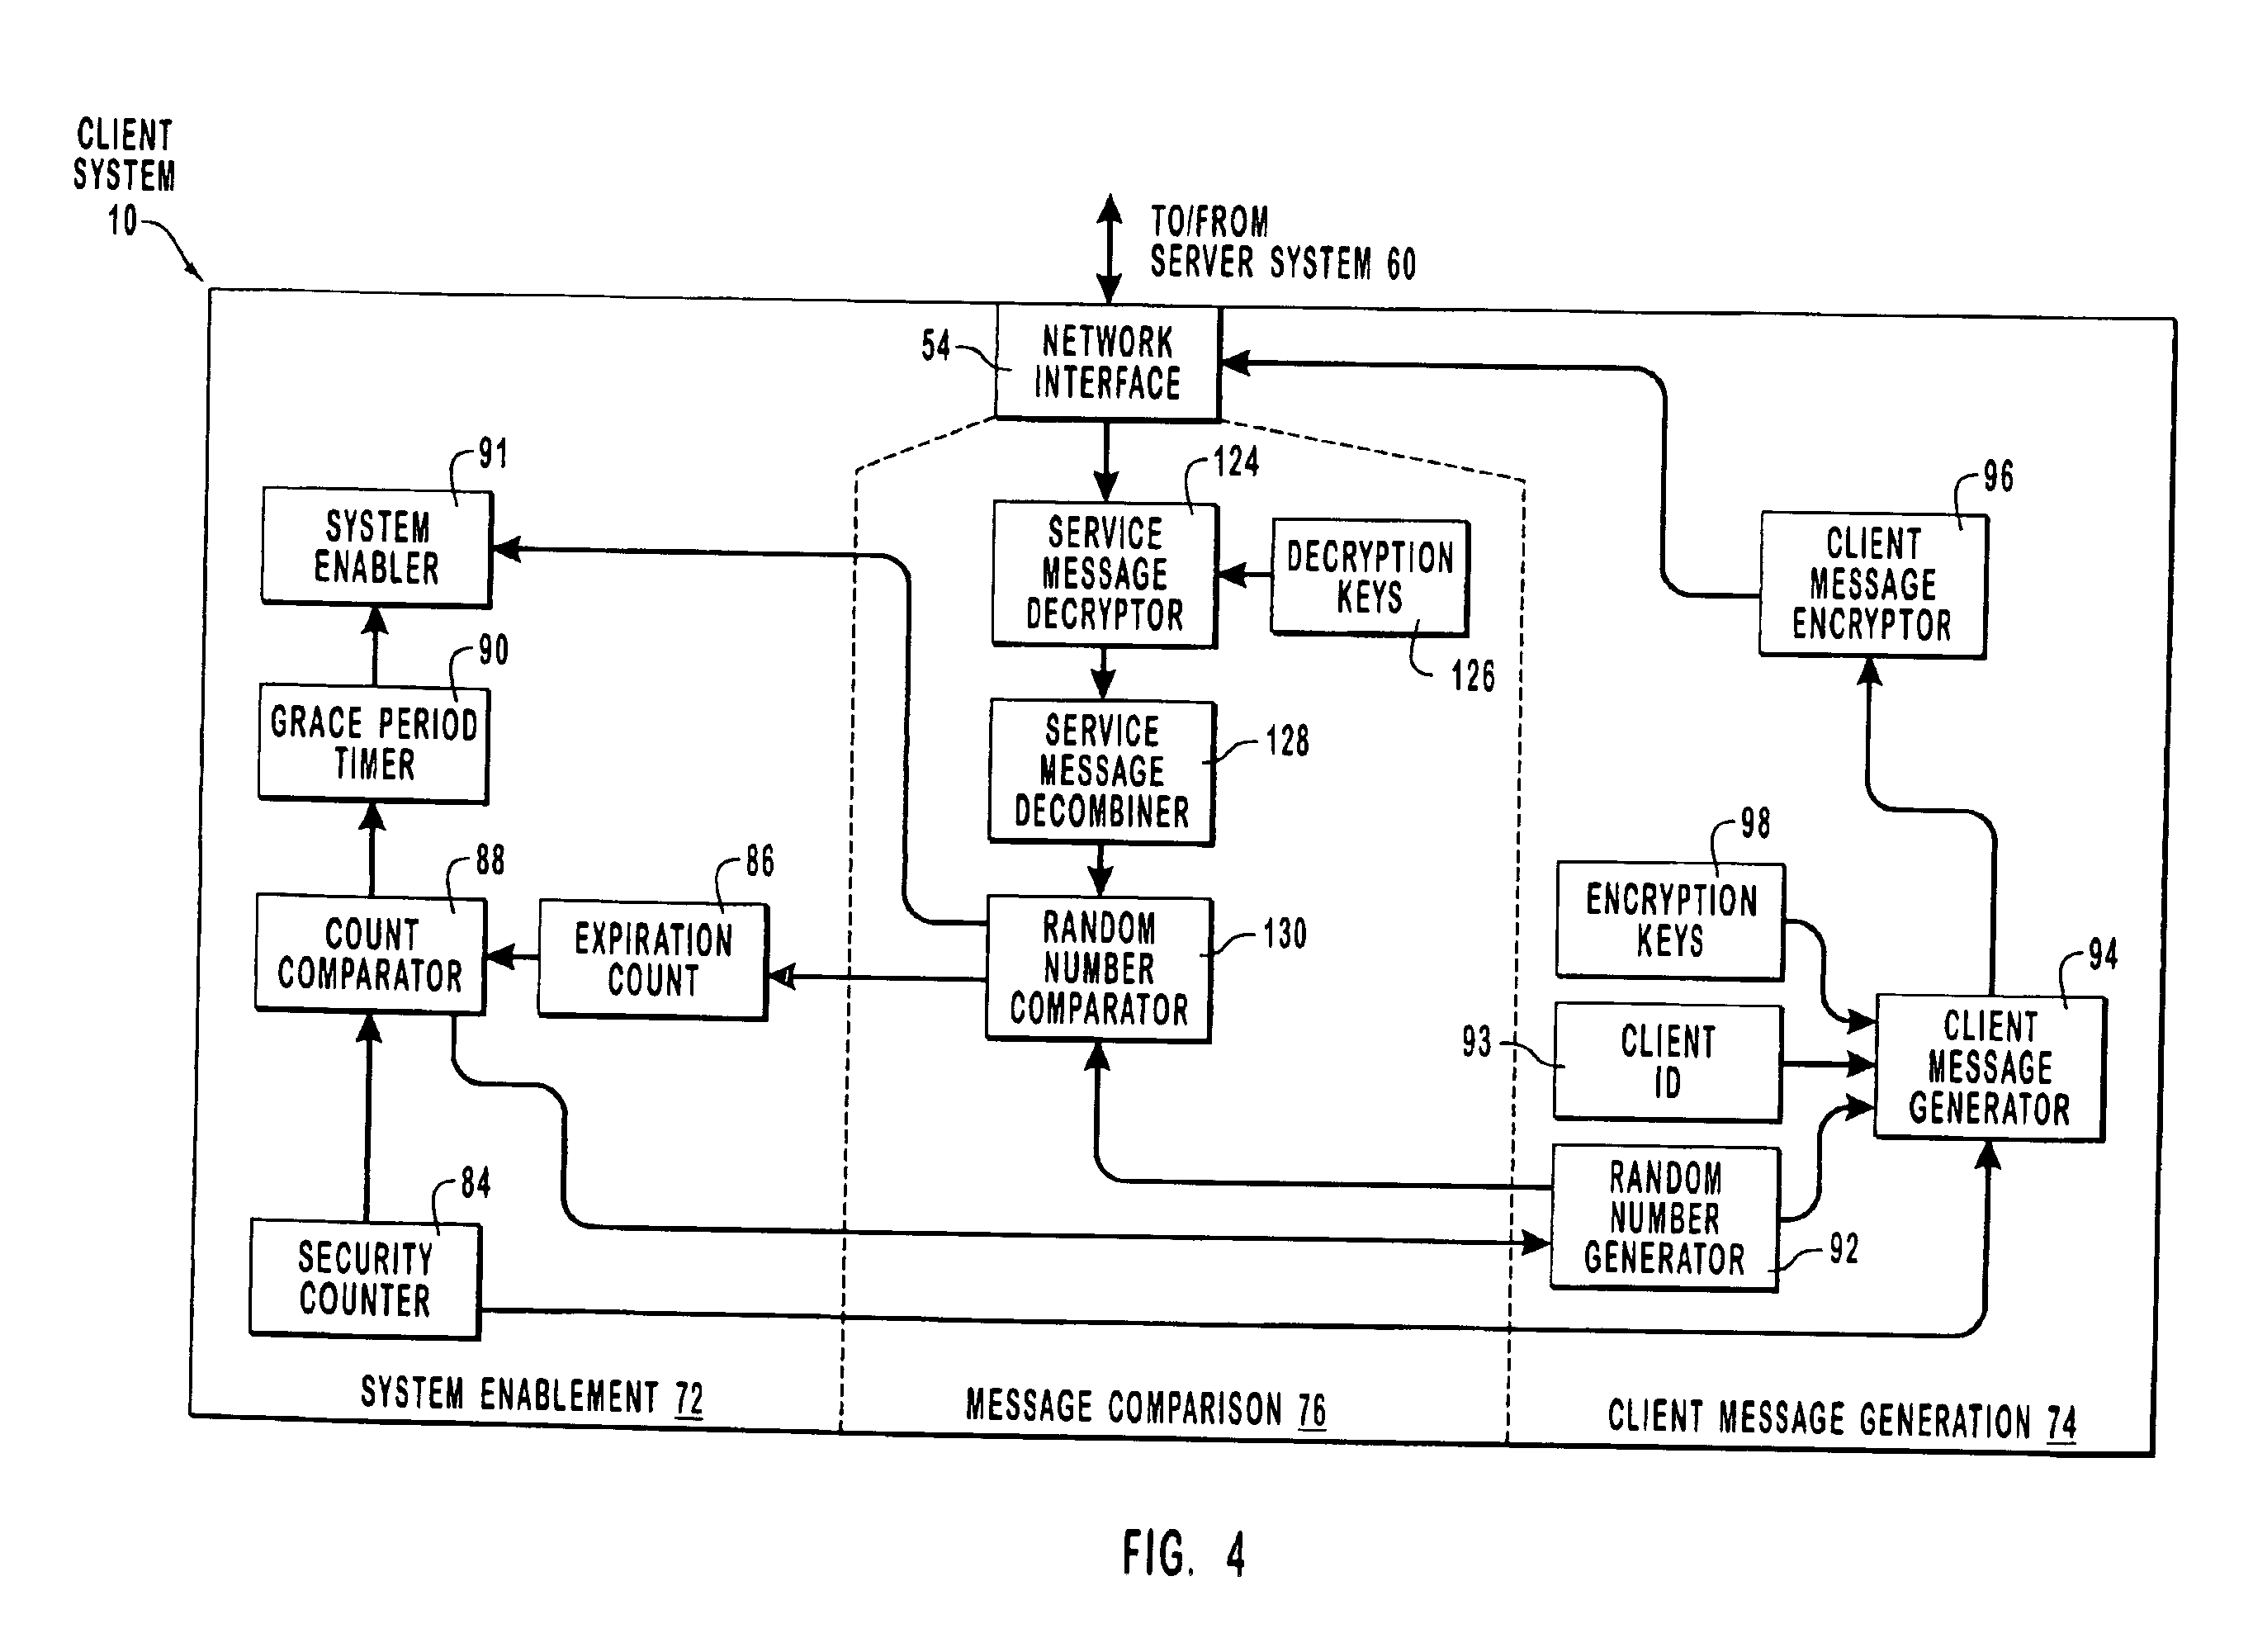 CLIENT
SYSTEM
10
TO/FROM
SERVER SYSTEM 60
54
NETWORK
INTERFACE
91
SYSTEM
ENABLER
124
SERVICE
MESSAGE
DECRYPTOR
DECRYPTION
KEYS
126
96
CLIENT
MESSAGE
ENCRYPTOR
90
GRACE PERIOD
TIMER
128
SERVICE
MESSAGE
DECOMBINER
88
COUNT
COMPARATOR
86
EXPIRATION
COUNT
130
RANDOM
NUMBER
COMPARATOR
98
ENCRYPTION
KEYS
93
CLIENT
ID
94
CLIENT
MESSAGE
GENERATOR
84
SECURITY
COUNTER
RANDOM
NUMBER
GENERATOR
92
SYSTEM ENABLEMENT 72
MESSAGE COMPARISON 76
CLIENT MESSAGE GENERATION 74
FIG. 4